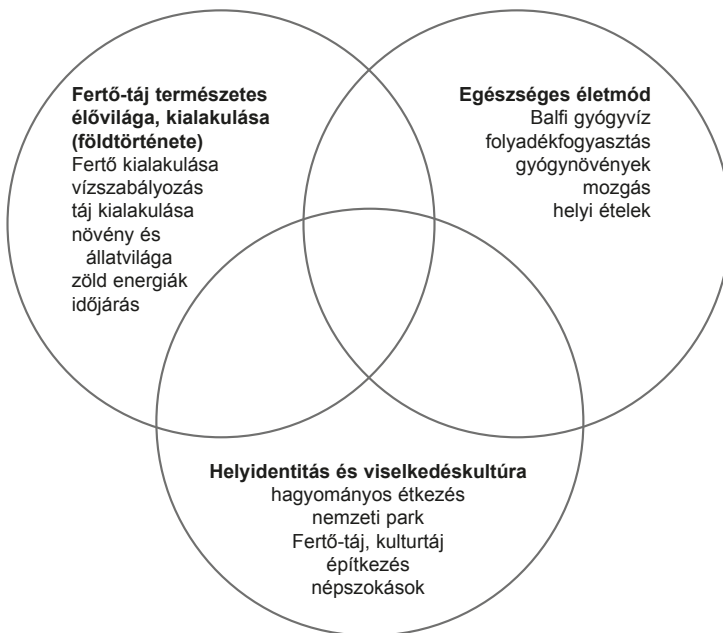 Fertő-táj természetes
élővilága, kialakulása
(földtörténete)
Fertő kialakulása
vízszabályozás
táj kialakulása
növény és
állatvilága
zöld energiák
időjárás
Egészséges életmód
Balfi gyógyvíz
folyadékfogyasztás
gyógynövények
mozgás
helyi ételek
Helyidentitás és viselkedéskultúra
hagyományos étkezés
nemzeti park
Fertő-táj, kulturtáj
építkezés
népszokások